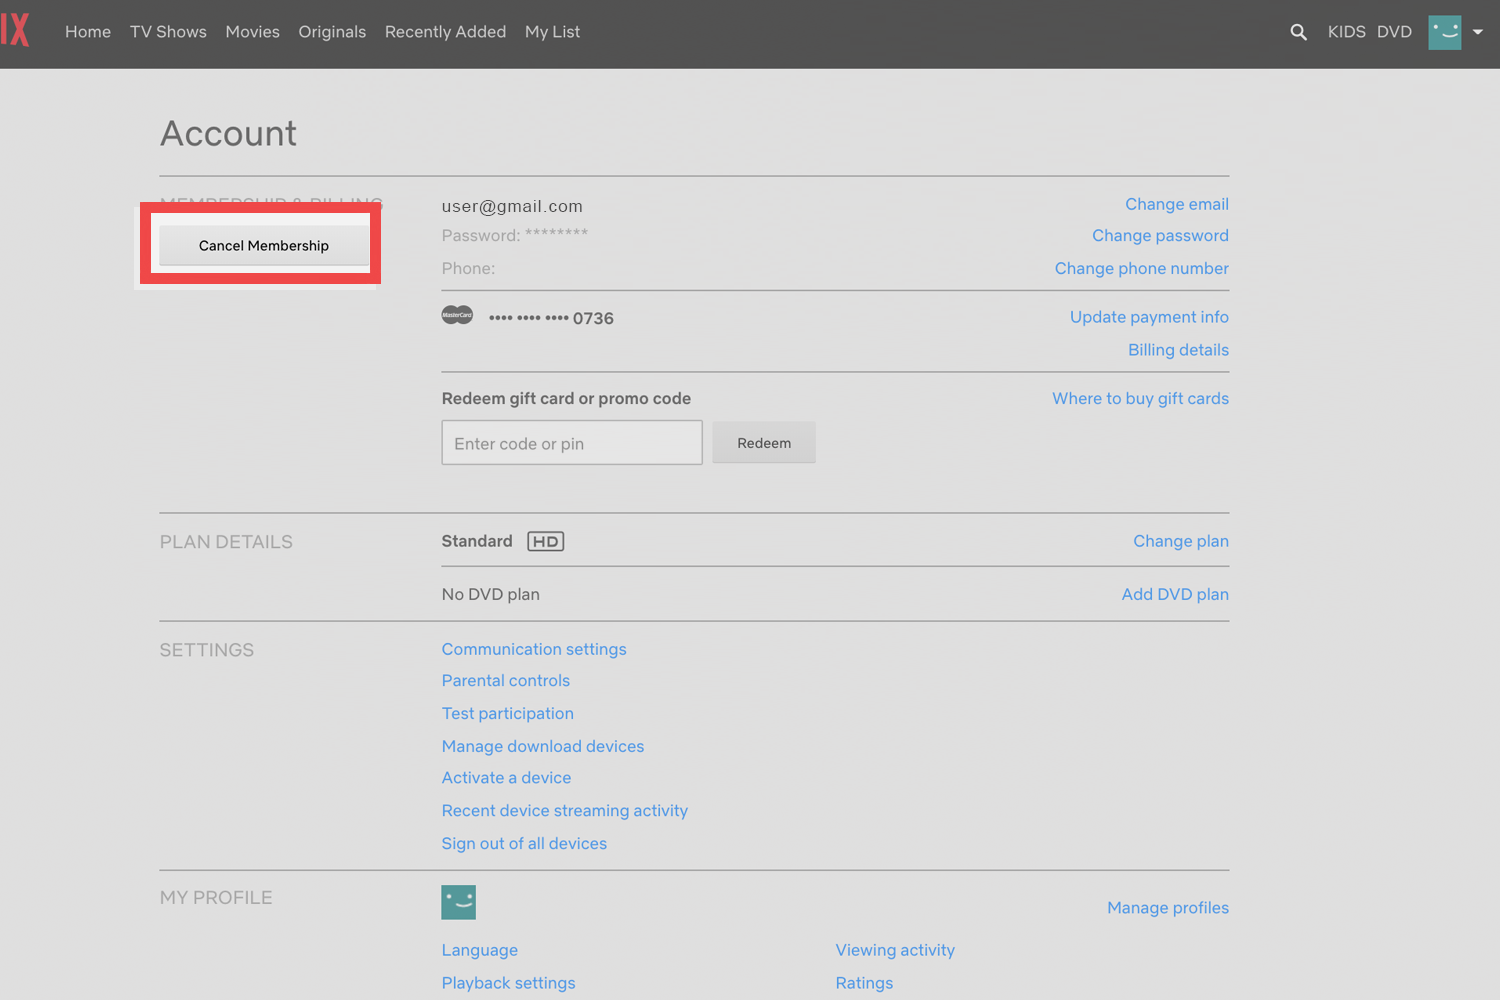 IX Home TV Shows Movies Originals Recently Added My List KIDS DVD
Account
MEMBERSHIP & BILLING
Cancel Membership
user@gmail.com Change email
Password: ******** Change password
Phone: Change phone number
MasterCard •••• •••• •••• 0736 Update payment info
Billing details
Redeem gift card or promo code Where to buy gift cards
Enter code or pin Redeem
PLAN DETAILS Standard HD Change plan
No DVD plan Add DVD plan
SETTINGS Communication settings
Parental controls
Test participation
Manage download devices
Activate a device
Recent device streaming activity
Sign out of all devices
MY PROFILE Manage profiles
Language Viewing activity
Playback settings Ratings